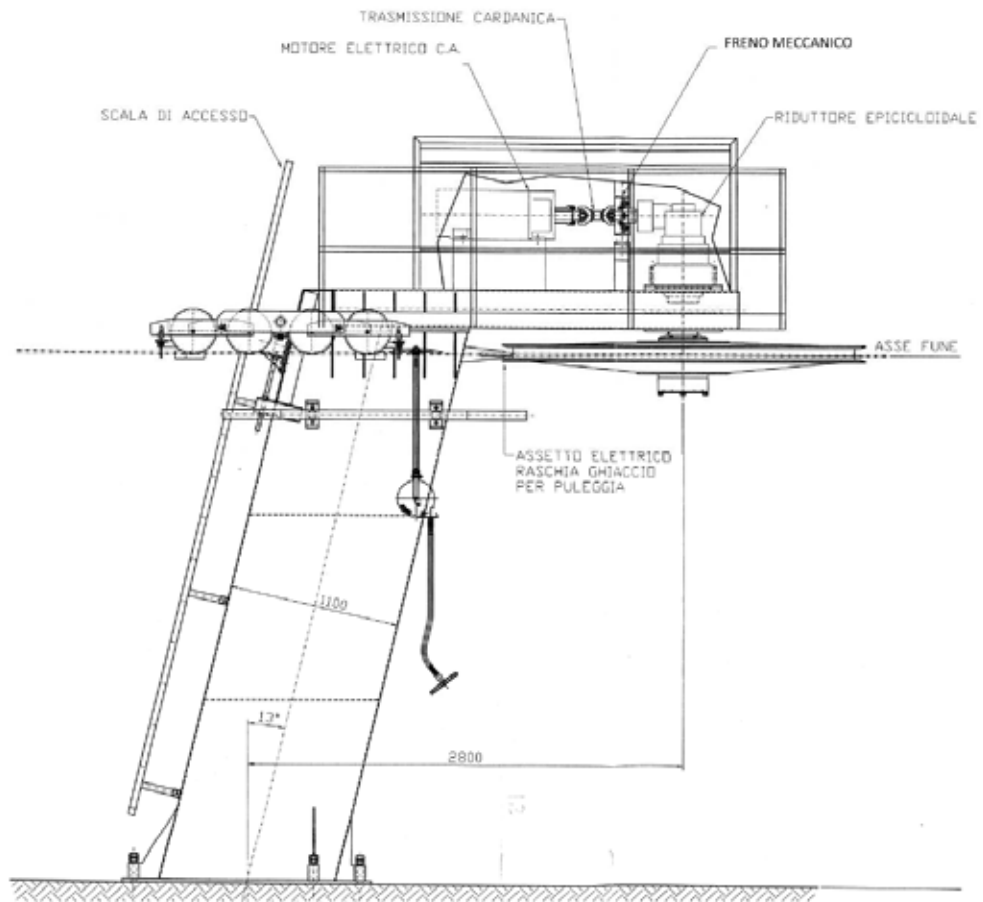 TRASMISSIONE CARDANICA
MOTORE ELETTRICO C.A.
FRENO MECCANICO
SCALA DI ACCESSO
RIDUTTORE EPICICLOIDALE
ASSE FUNE
ASSETTO ELETTRICO
RASCHIA GHIACCIO
PER PULEGGIA
1100
13°
2800